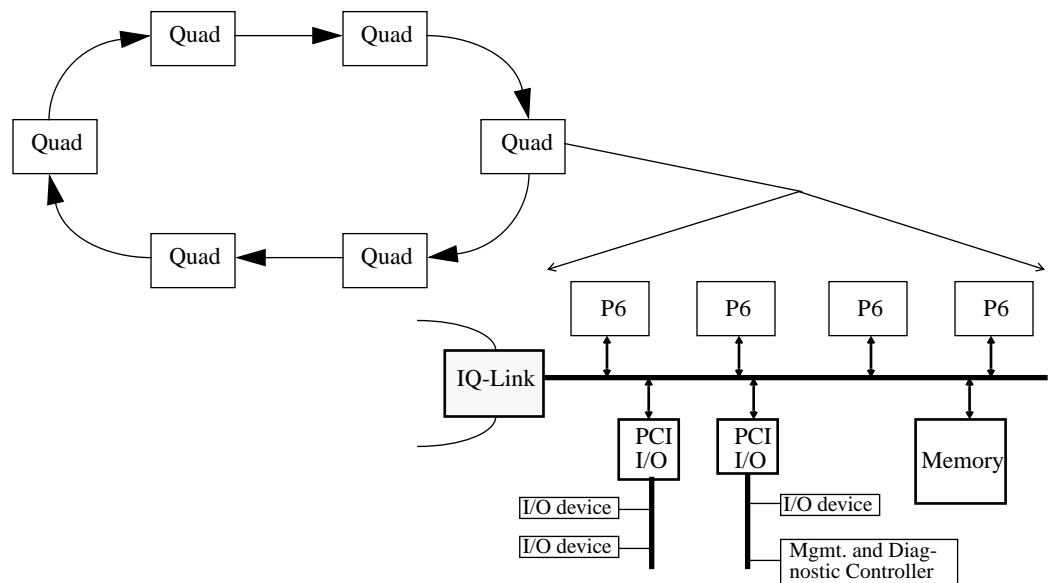 Quad
Quad
Quad
Quad
Quad
Quad
P6
P6
P6
P6
IQ-Link
PCI
I/O
PCI
I/O
Memory
I/O device
I/O device
I/O device
Mgmt. and Diag-
nostic Controller